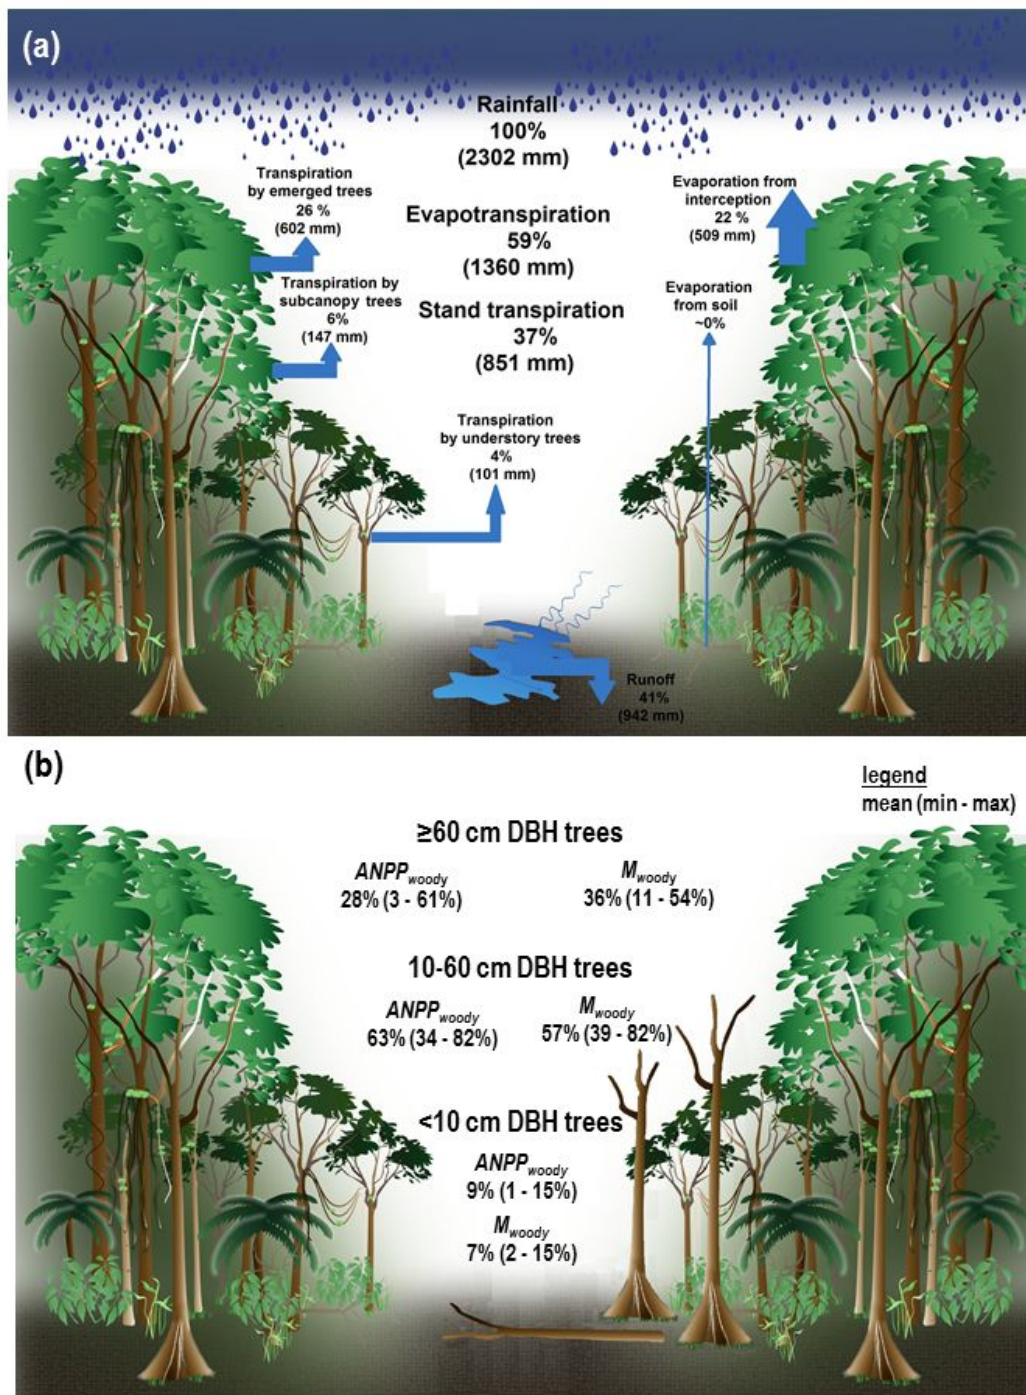 (a)
Rainfall
100%
(2302 mm)
Transpiration
by emerged trees
26 %
(602 mm)
Evaporation from
interception
22 %
(509 mm)
Evapotranspiration
59%
(1360 mm)
Transpiration by
subcanopy trees
6%
(147 mm)
Evaporation
from soil
~0%
Stand transpiration
37%
(851 mm)
Transpiration
by understory trees
4%
(101 mm)
Runoff
41%
(942 mm)
(b)
legend
mean (min - max)
≥60 cm DBH trees
ANPPwoody
28% (3 - 61%)
Mwoody
36% (11 - 54%)
10-60 cm DBH trees
ANPPwoody
63% (34 - 82%)
Mwoody
57% (39 - 82%)
<10 cm DBH trees
ANPPwoody
9% (1 - 15%)
Mwoody
7% (2 - 15%)